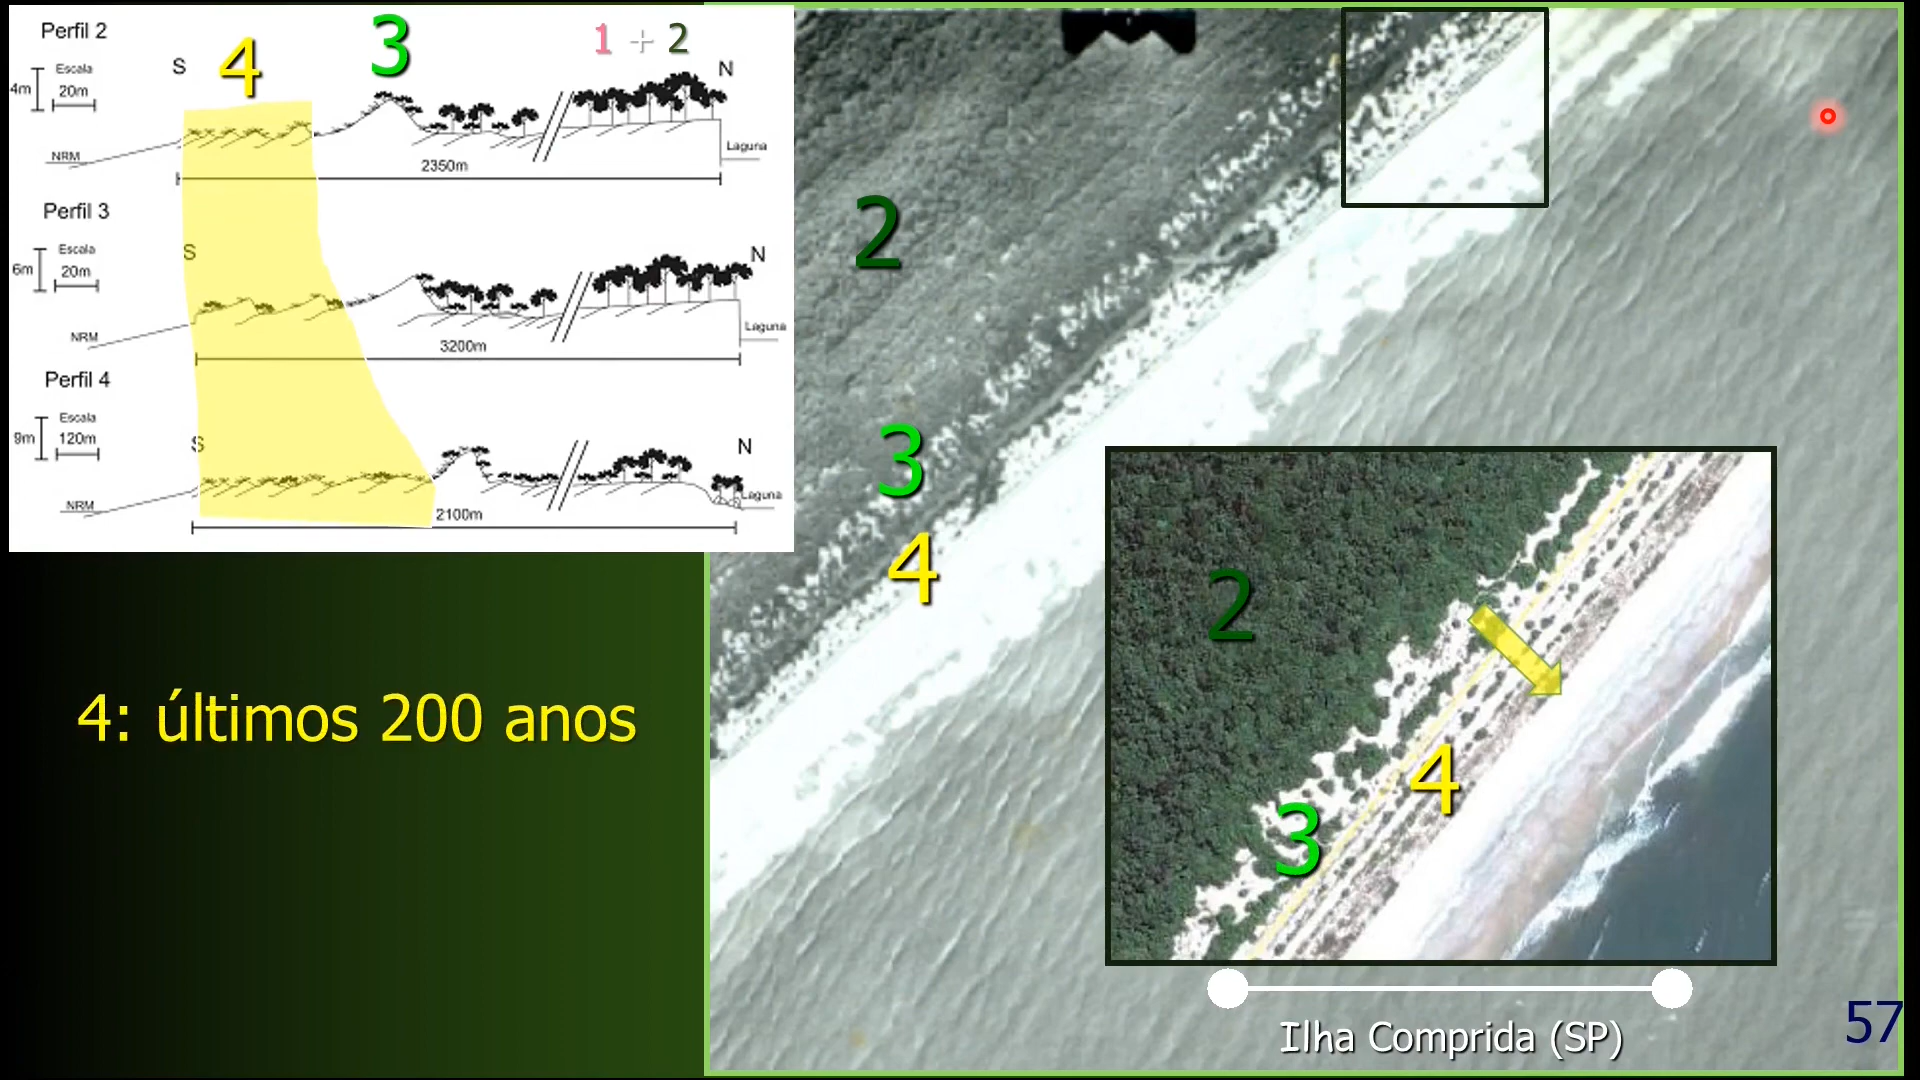 Perfil 2
S
4
3
1 + 2
N
4m
Escala
20m
NRM
Laguna
2350m
Perfil 3
S
N
6m
Escala
20m
NRM
Laguna
3200m
Perfil 4
S
N
9m
Escala
120m
NRM
Laguna
2100m
4: últimos 200 anos
2
3
4
2
3
4
Ilha Comprida (SP)
57